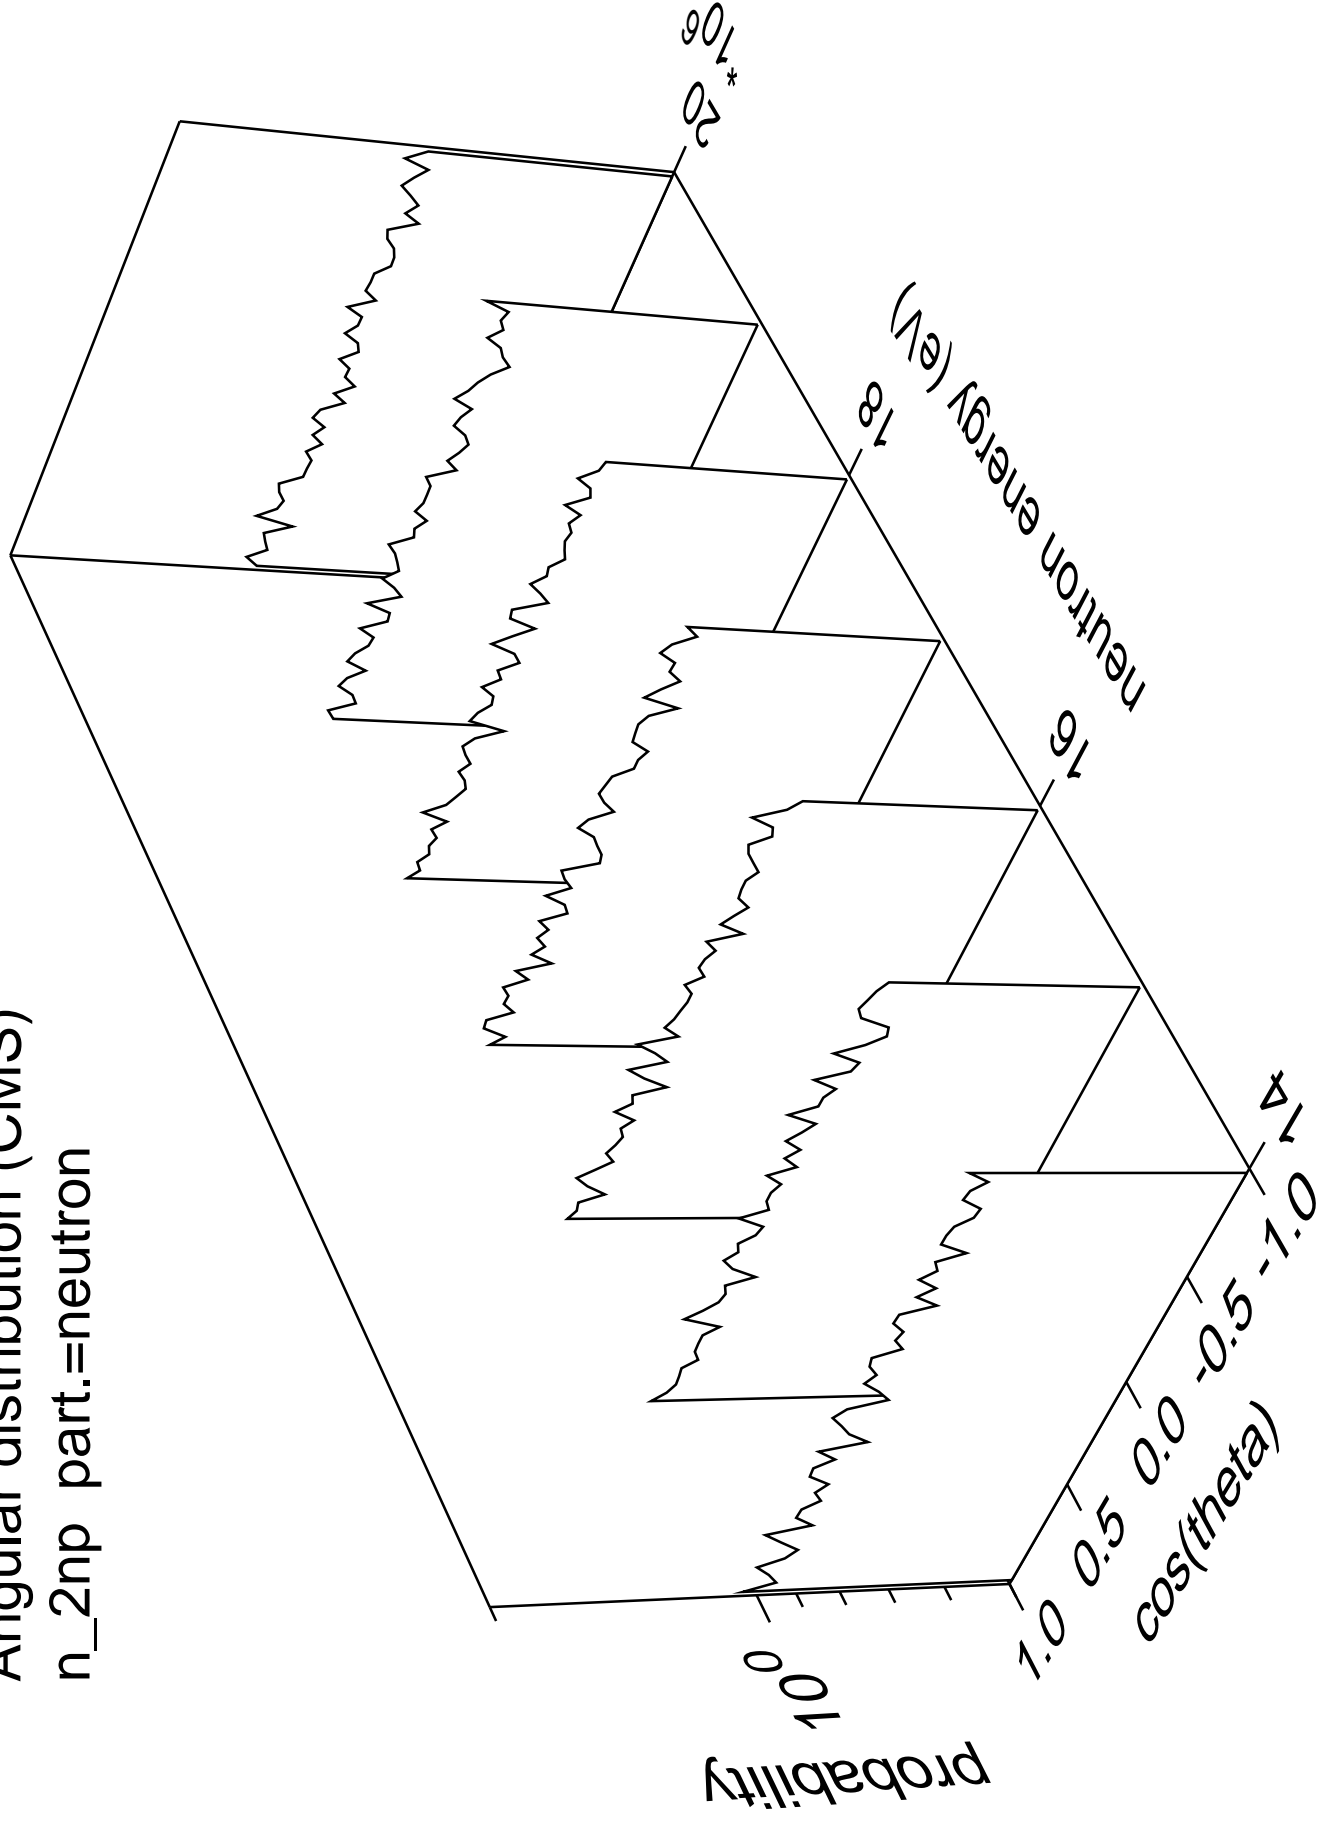 Angular distribution (CMS)
n_2np part.=neutron
probability
10^0
1.0 0.5 0.0 -0.5 -1.0
cos(theta)
14 16 18 20
*10^6
neutron energy (eV)